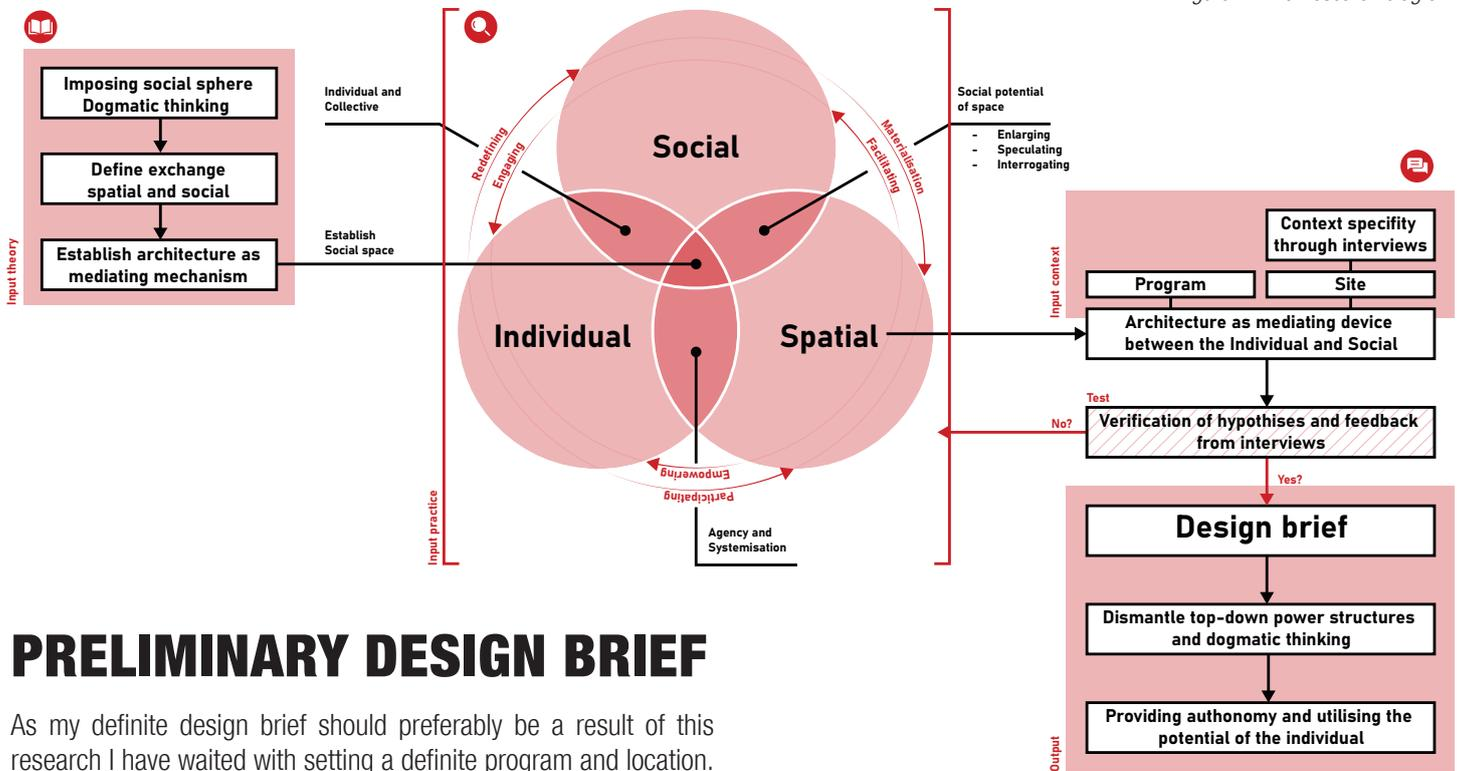 Imposing social sphere
Dogmatic thinking
Define exchange
spatial and social
Establish architecture as
mediating mechanism
Input theory
Individual and
Collective
Establish
Social space
Redefining
Engaging
Social
Individual
Spatial
Materialisation
Facilitating
Social potential
of space
- Enlarging
- Speculating
- Interrogating
Empowering
Participating
Agency and
Systemisation
Input practice
Input context
Context specifity
through interviews
Program
Site
Architecture as mediating device
between the Individual and Social
Test
No?
Verification of hypothises and feedback
from interviews
Yes?
Design brief
Dismantle top-down power structures
and dogmatic thinking
Providing authonomy and utilising the
potential of the individual
Output
PRELIMINARY DESIGN BRIEF
As my definite design brief should preferably be a result of this
research I have waited with setting a definite program and location.